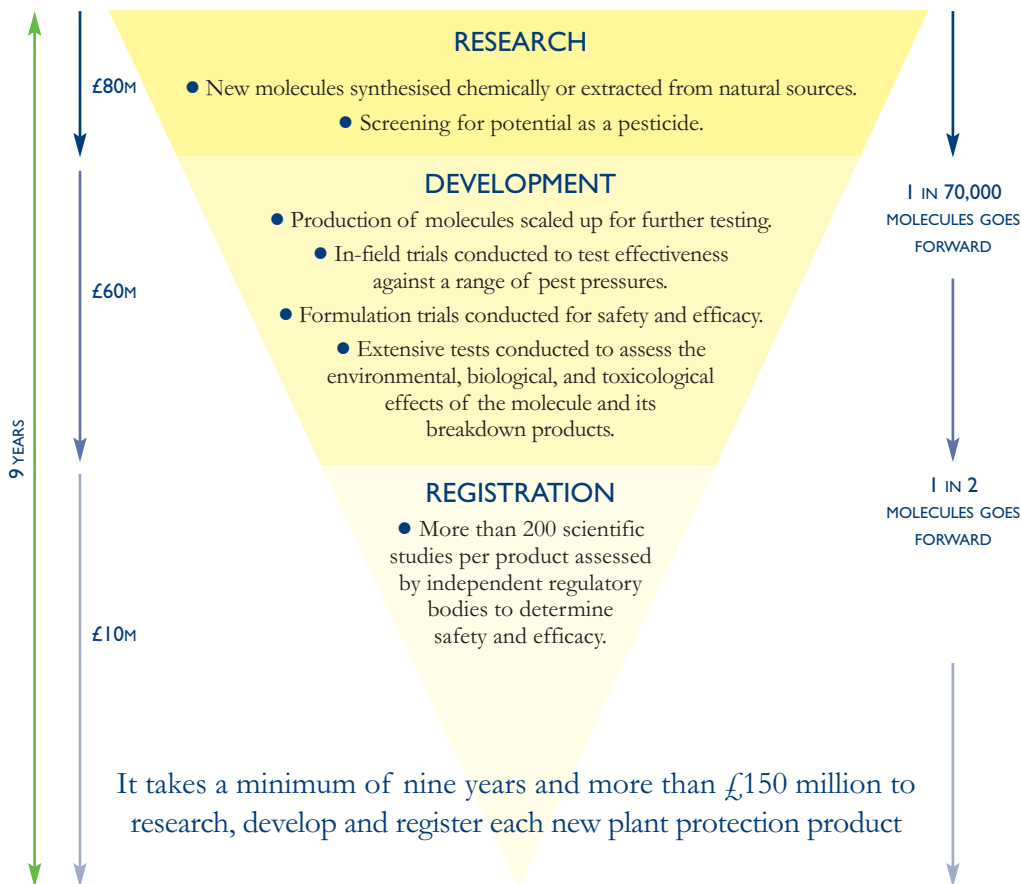 RESEARCH
£80M
● New molecules synthesised chemically or extracted from natural sources.
● Screening for potential as a pesticide.
DEVELOPMENT
1 IN 70,000
MOLECULES GOES
FORWARD
● Production of molecules scaled up for further testing.
● In-field trials conducted to test effectiveness
against a range of pest pressures.
£60M
● Formulation trials conducted for safety and efficacy.
● Extensive tests conducted to assess the
environmental, biological, and toxicological
effects of the molecule and its
breakdown products.
9 YEARS
REGISTRATION
1 IN 2
MOLECULES GOES
FORWARD
● More than 200 scientific
studies per product assessed
by independent regulatory
bodies to determine
safety and efficacy.
£10M
It takes a minimum of nine years and more than £150 million to
research, develop and register each new plant protection product